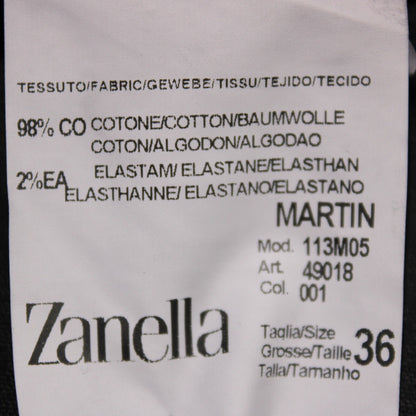 TESSUTO/FABRIC/GEWEBE/TISSU/TEJIDO/TECIDO
98% CO COTONE/COTTON/BAUMWOLLE
COTON/ALGODON/ALGODAO
2%EA ELASTAM/ELASTANE/ELASTHAN
ELASTHANNE/ELASTANO/ELASTANO
MARTIN
Mod. 113M05
Art. 49018
Col. 001
Zanella
Taglia/Size
Grosse/Taille 36
Talla/Tamanho